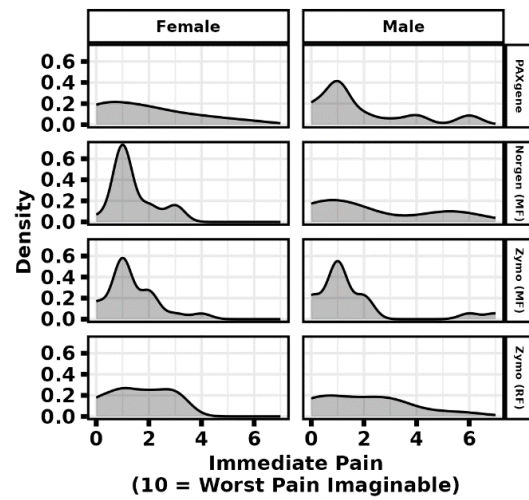 Female Male
0.6
0.4
0.2
0.0
PAXgene
0.6
0.4
0.2
0.0
Norgen (MF)
Density
0.6
0.4
0.2
0.0
Zymo (MF)
0.6
0.4
0.2
0.0
Zymo (RF)
0 2 4 6 0 2 4 6
Immediate Pain
(10 = Worst Pain Imaginable)